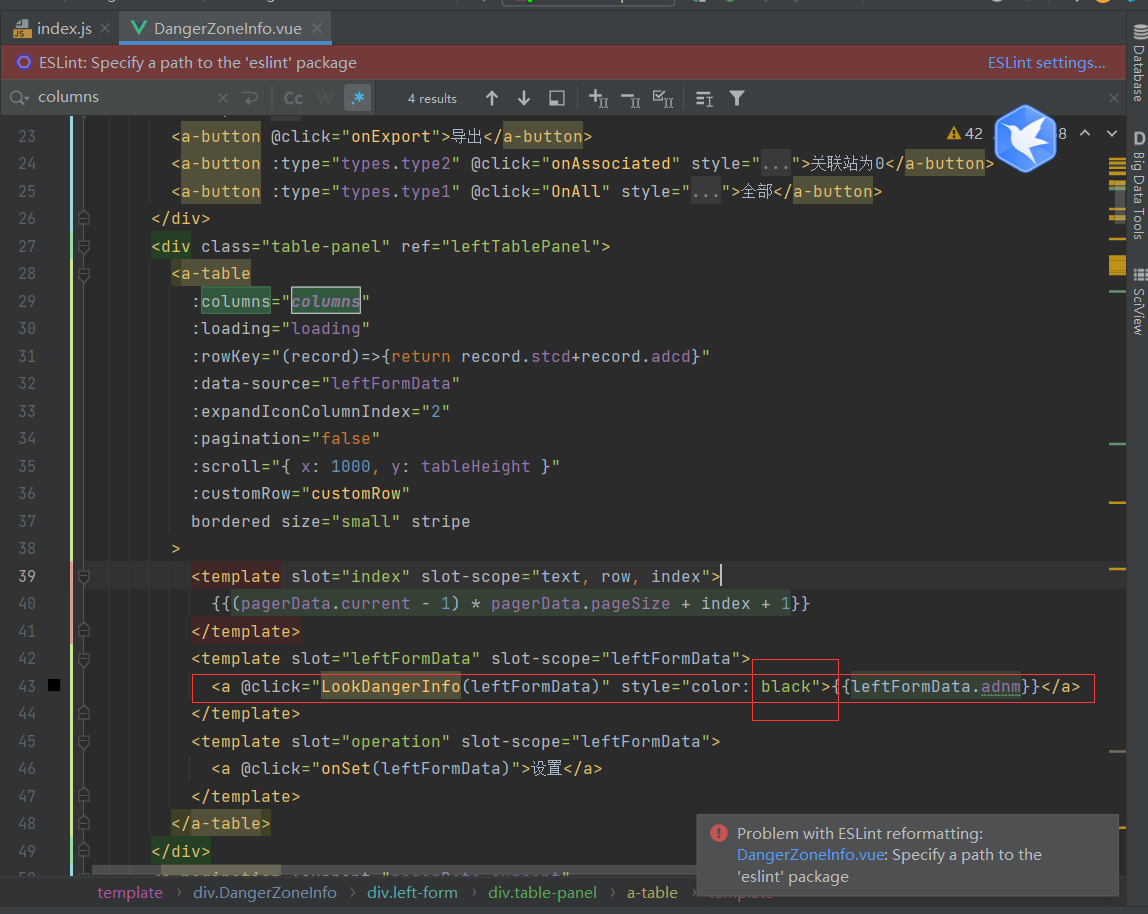 index.js
DangerZoneInfo.vue
ESLint: Specify a path to the 'eslint' package
ESLint settings...
columns
Cc W .*
4 results
23 <a-button @click="onExport">导出</a-button>
42
8
24 <a-button :type="types.type2" @click="onAssociated" style="...">关联站为0</a-button>
25 <a-button :type="types.type1" @click="OnAll" style="...">全部</a-button>
26 </div>
27 <div class="table-panel" ref="leftTablePanel">
28 <a-table
29 :columns="columns"
30 :loading="loading"
31 :rowKey="(record)=>{return record.stcd+record.adcd}"
32 :data-source="leftFormData"
33 :expandIconColumnIndex="2"
34 :pagination="false"
35 :scroll="{ x: 1000, y: tableHeight }"
36 :customRow="customRow"
37 bordered size="small" stripe
38 >
39 <template slot="index" slot-scope="text, row, index">
40 {{(pagerData.current - 1) * pagerData.pageSize + index + 1}}
41 </template>
42 <template slot="leftFormData" slot-scope="leftFormData">
43 <a @click="LookDangerInfo(leftFormData)" style="color: black">{{leftFormData.adnm}}</a>
44 </template>
45 <template slot="operation" slot-scope="leftFormData">
46 <a @click="onSet(leftFormData)">设置</a>
47 </template>
48 </a-table>
49 </div>
Database
D Big Data Tools
SciView
Problem with ESLint reformatting:
DangerZoneInfo.vue: Specify a path to the
'eslint' package
template › div.DangerZoneInfo › div.left-form › div.table-panel › a-table › template